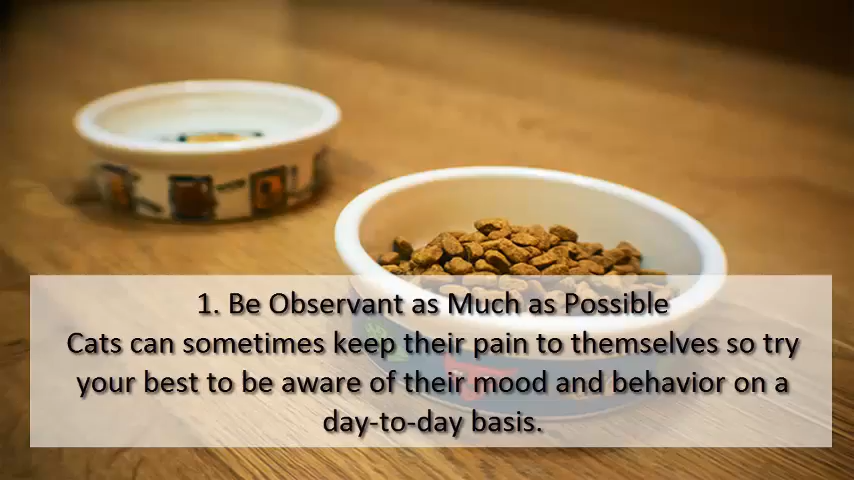 1. Be Observant as Much as Possible
Cats can sometimes keep their pain to themselves so try
your best to be aware of their mood and behavior on a
day-to-day basis.